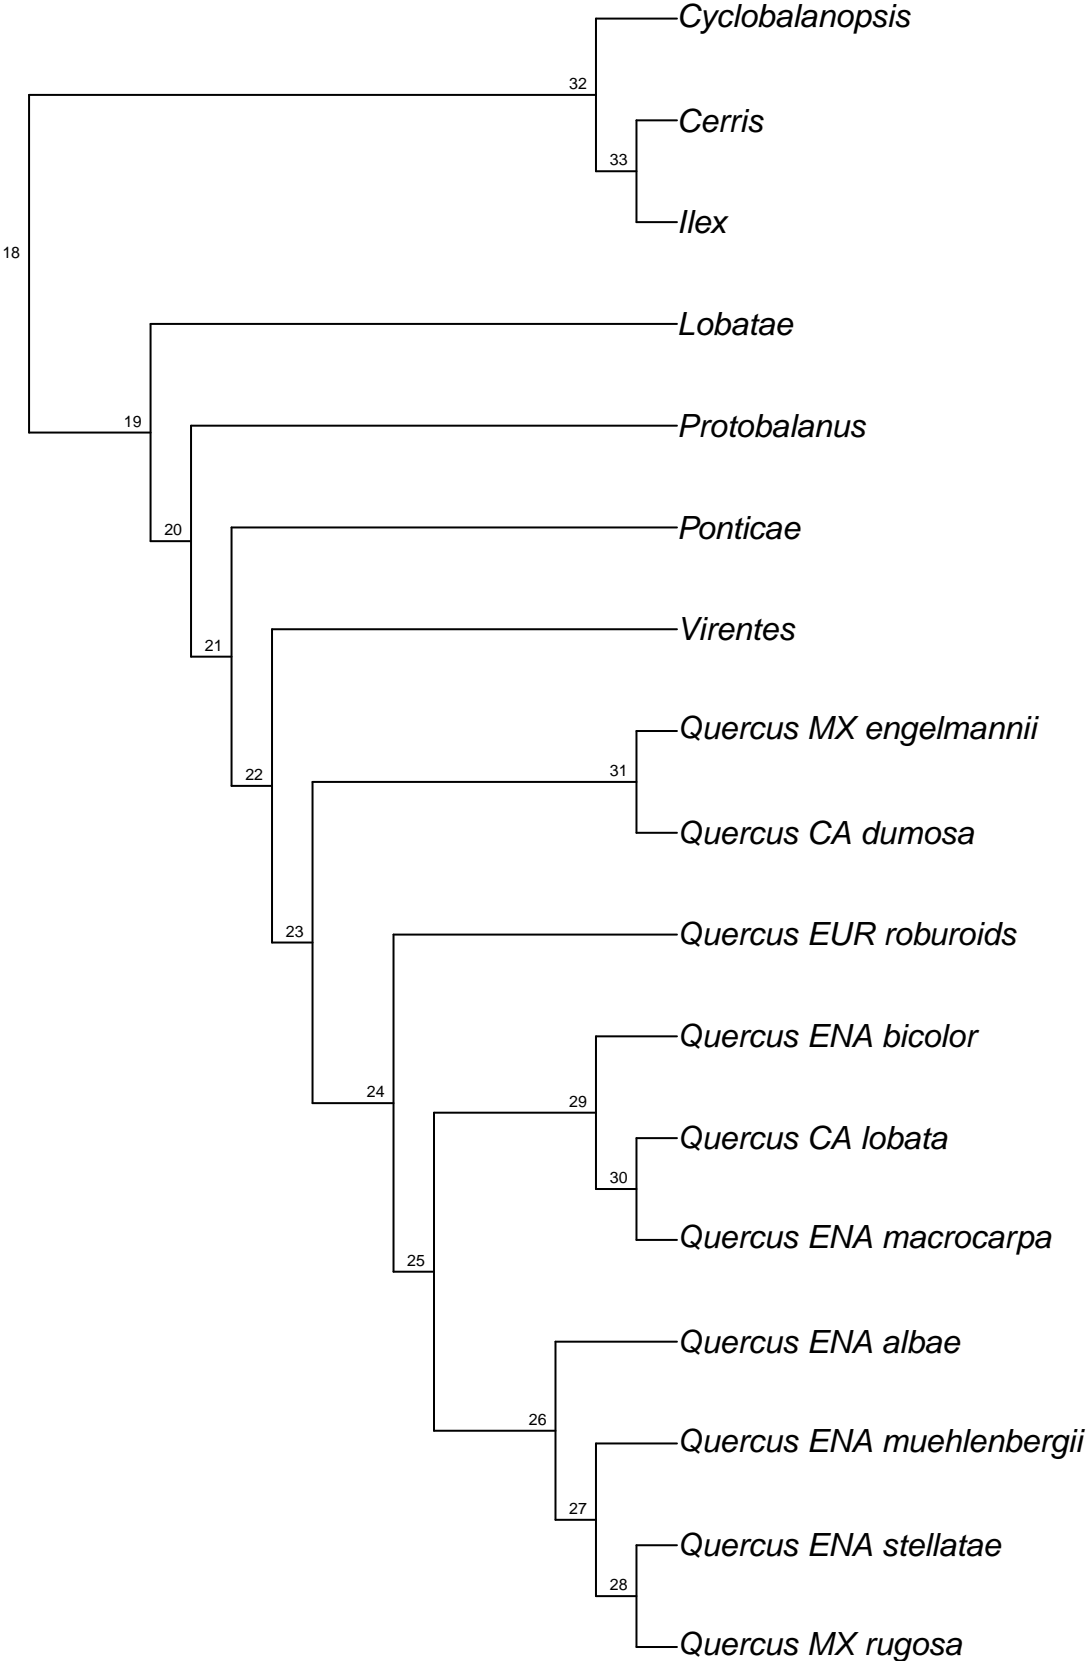 Cyclobalanopsis
32
Cerris
33
Ilex
18
Lobatae
19
Protobalanus
20
Ponticae
21
Virentes
Quercus MX engelmannii
31
22
Quercus CA dumosa
23
Quercus EUR roburoids
Quercus ENA bicolor
24
29
Quercus CA lobata
30
Quercus ENA macrocarpa
25
Quercus ENA albae
26
Quercus ENA muehlenbergii
27
Quercus ENA stellatae
28
Quercus MX rugosa